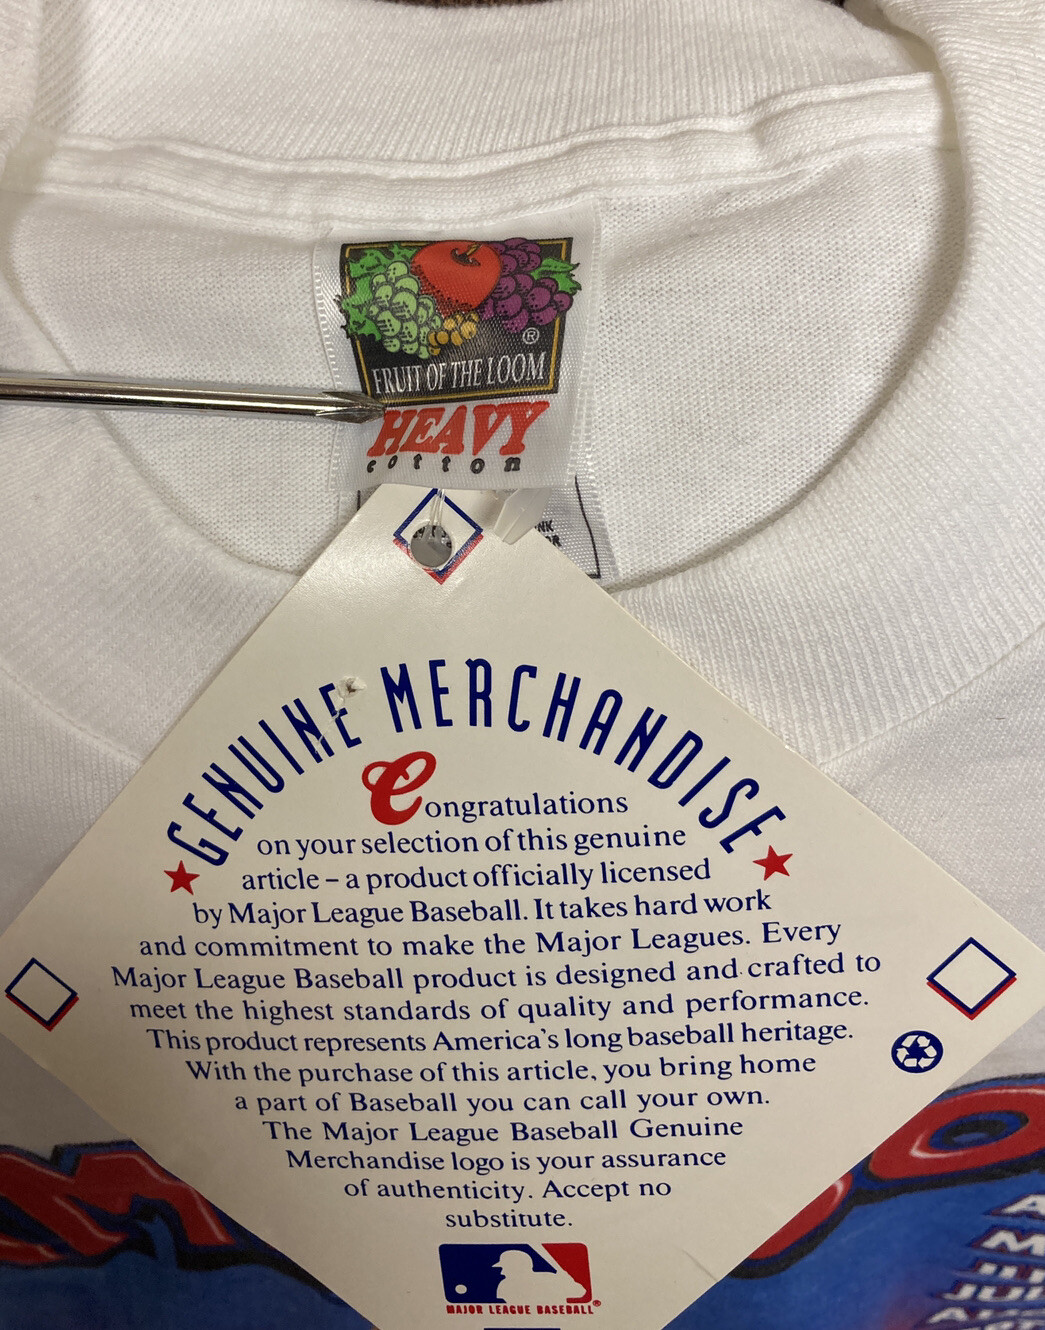 ®
FRUIT OF THE LOOM
HEAVY
cotton
NK
GENUINE MERCHANDISE
Congratulations
on your selection of this genuine
article – a product officially licensed
by Major League Baseball. It takes hard work
and commitment to make the Major Leagues. Every
Major League Baseball product is designed and crafted to
meet the highest standards of quality and performance.
This product represents America's long baseball heritage.
With the purchase of this article, you bring home
a part of Baseball you can call your own.
The Major League Baseball Genuine
Merchandise logo is your assurance
of authenticity. Accept no
substitute.
MAJOR LEAGUE BASEBALL®
M
O
A
M
JU
JU
A